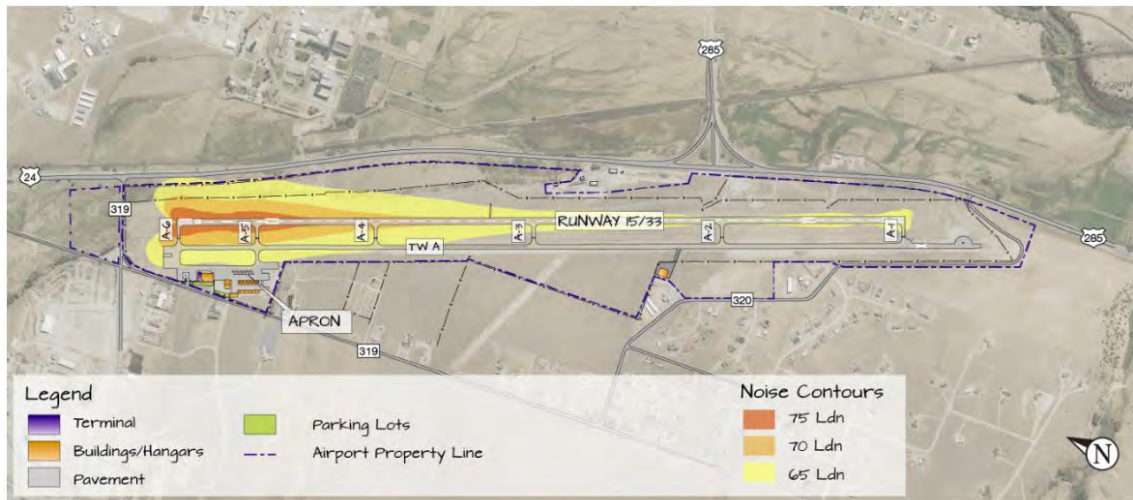 285
24
319
A-6
A-5
A-4
A-3
RUNWAY 15/33
A-2
A-1
TW A
285
320
APRON
319
Legend
Terminal
Buildings/Hangars
Pavement
Parking Lots
Airport Property Line
Noise Contours
75 Ldn
70 Ldn
65 Ldn
N